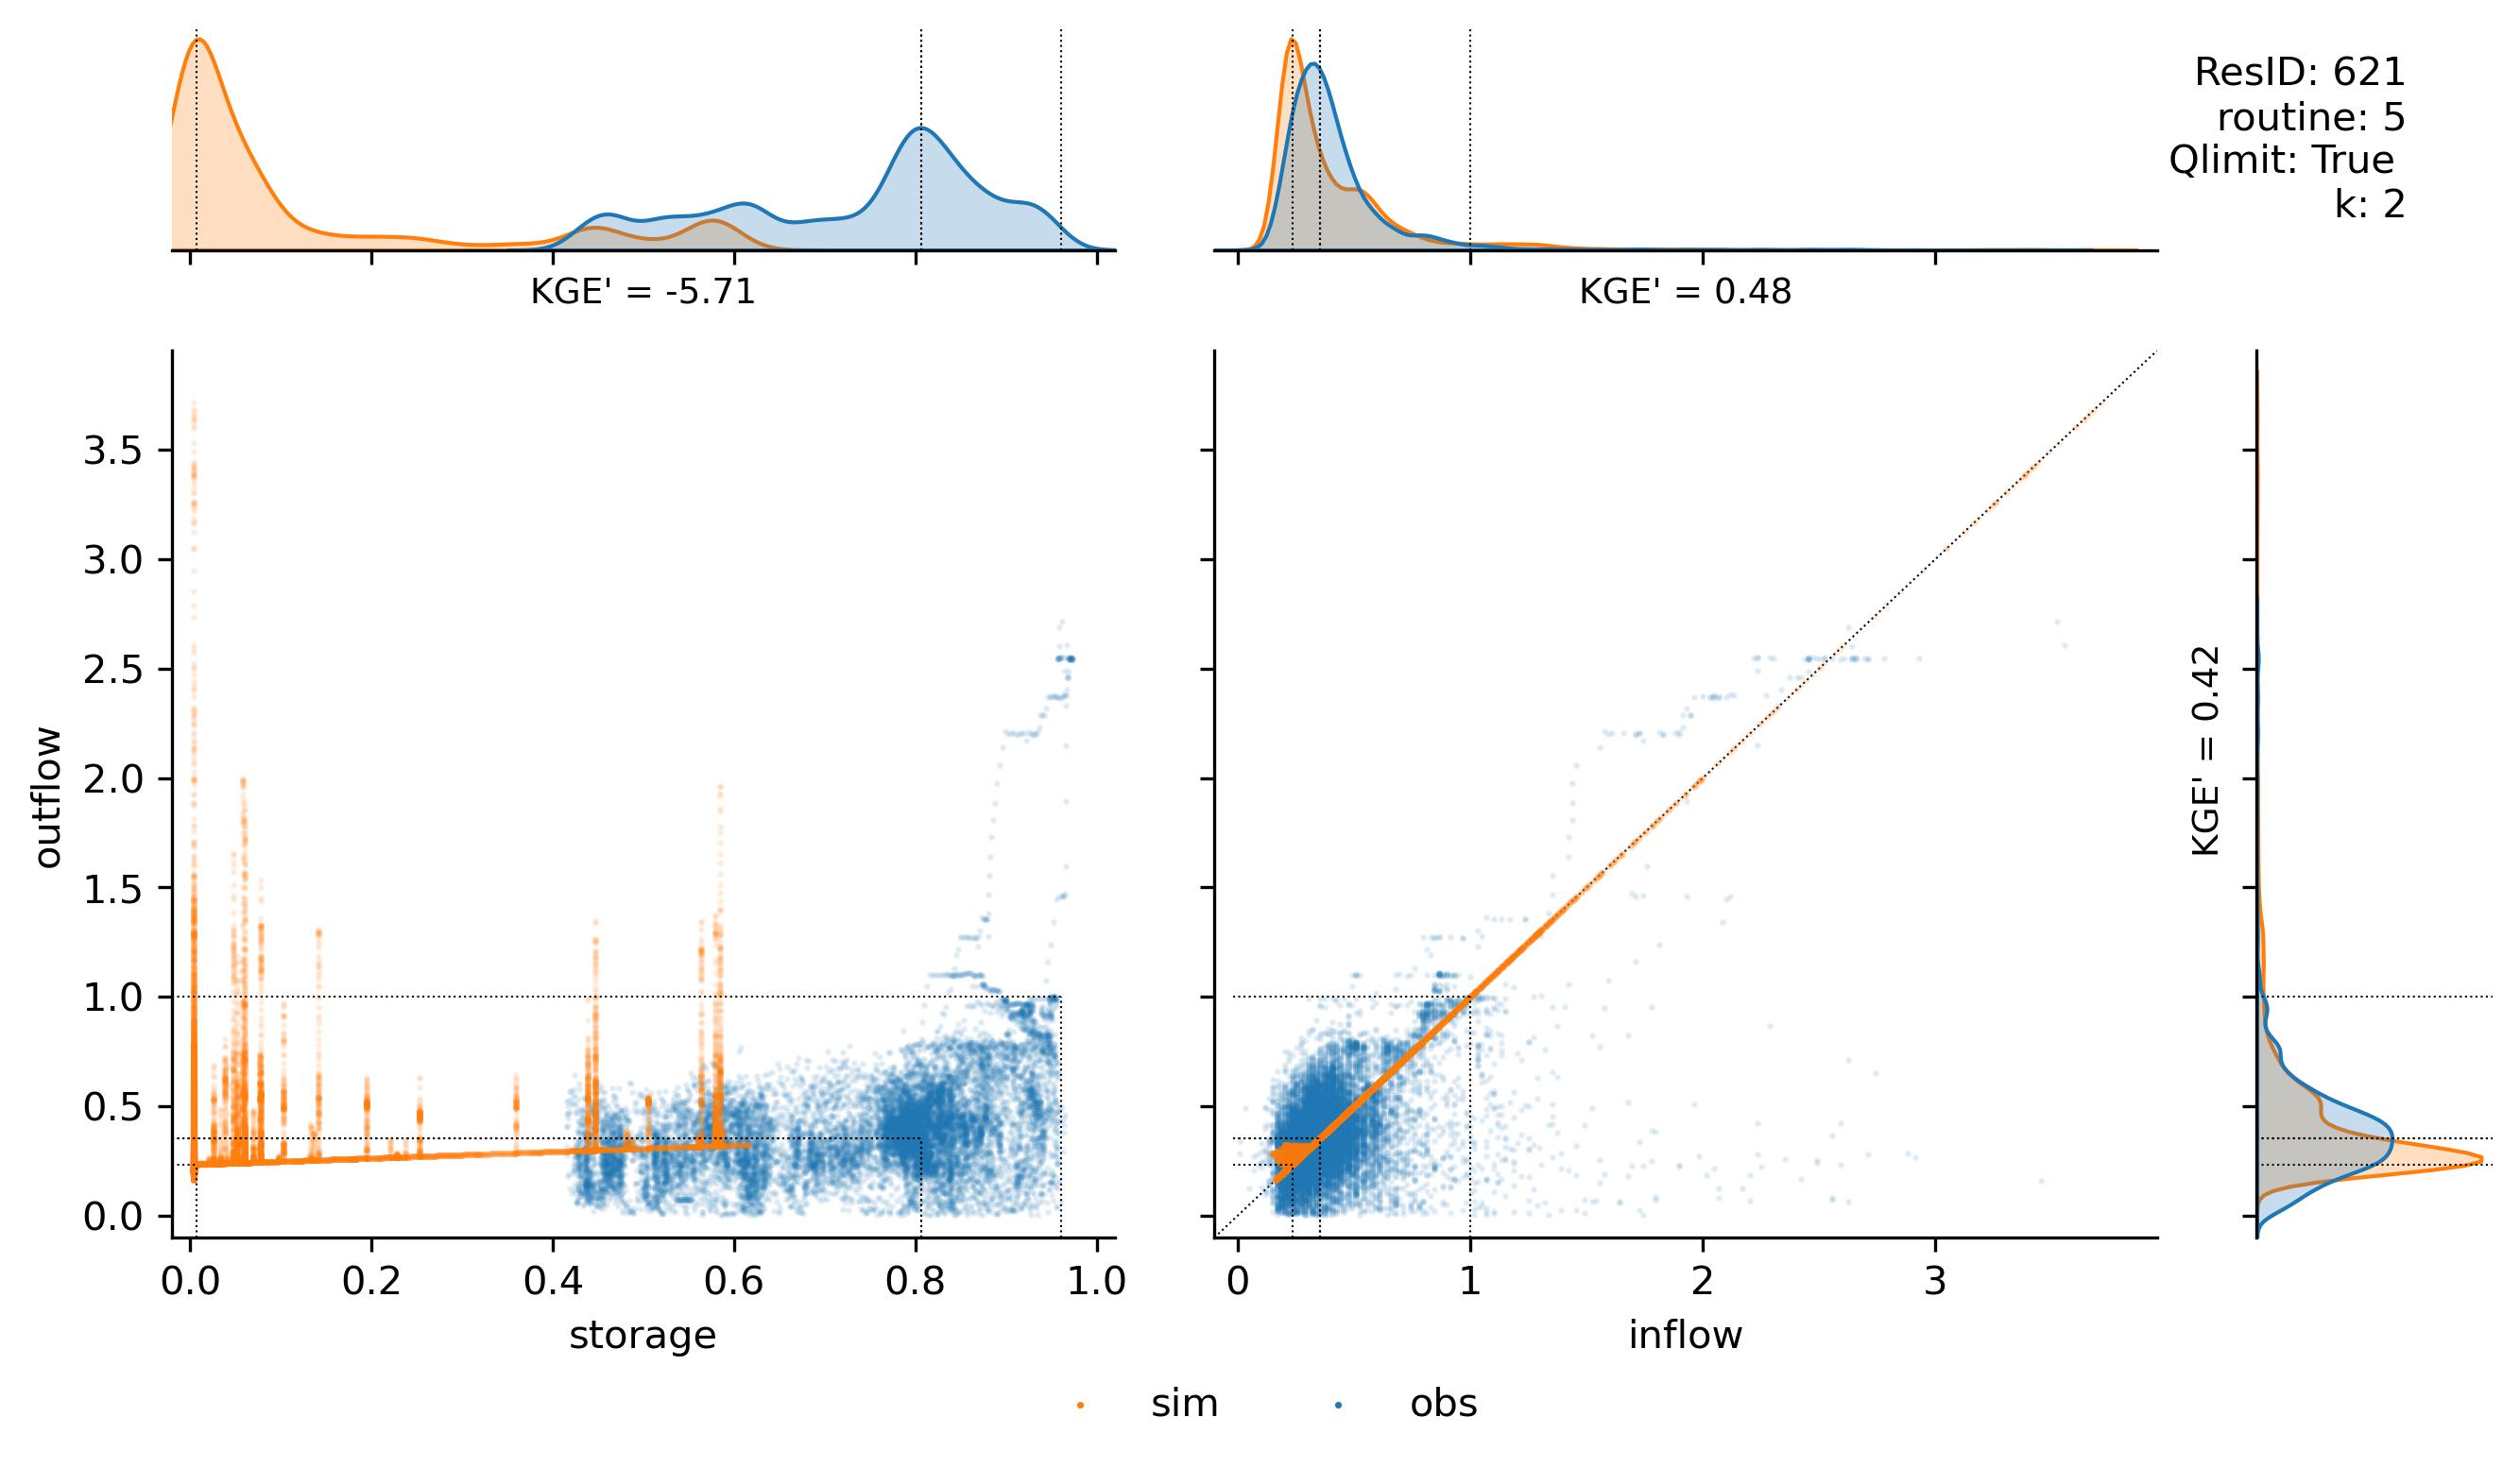 ResID: 621
routine: 5
Qlimit: True
k: 2
KGE' = -5.71
KGE' = 0.48
3.5
3.0
2.5
2.0
1.5
1.0
0.5
0.0
outflow
KGE' = 0.42
0.0 0.2 0.4 0.6 0.8 1.0
0 1 2 3
storage
inflow
sim obs